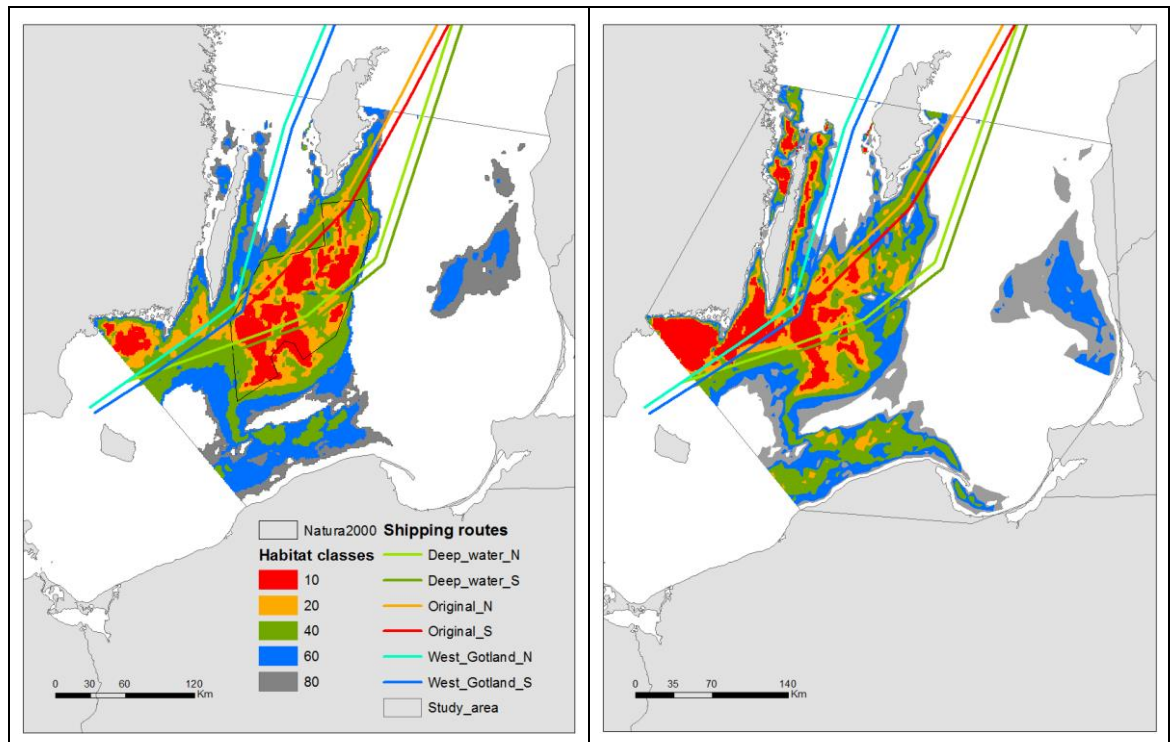 Natura2000
Habitat classes
10
20
40
60
80
Shipping routes
Deep_water_N
Deep_water_S
Original_N
Original_S
West_Gotland_N
West_Gotland_S
Study_area
0 30 60 120
Km
0 35 70 140
Km